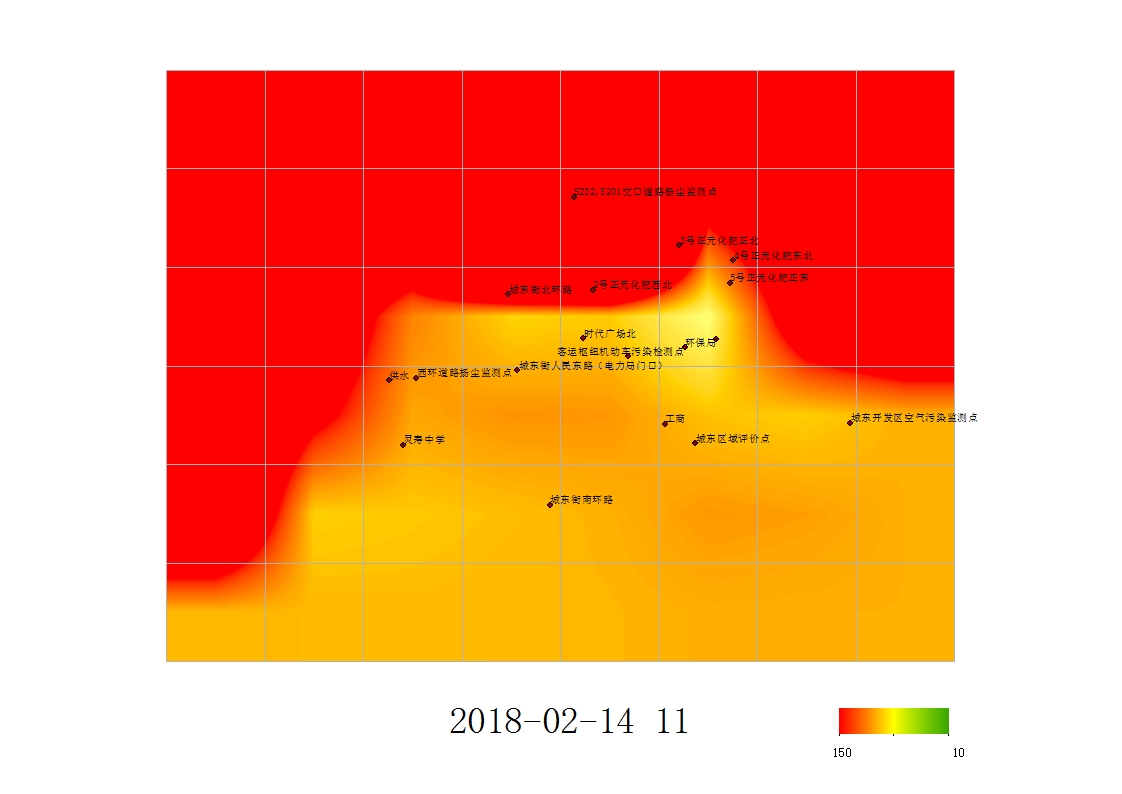 S232,S201交口道路扬尘监测点
3号正元化肥正北
4号正元化肥东北
5号正元化肥正东
2号正元化肥西北
城东街北环路
时代广场北
环保局
客运枢纽机动车污染检测点
城东街人民东路（电力局门口）
西环道路扬尘监测点
供水
城东开发区空气污染监测点
工商
城东区域评价点
灵寿中学
城东街南环路
2018-02-14 11
150 10